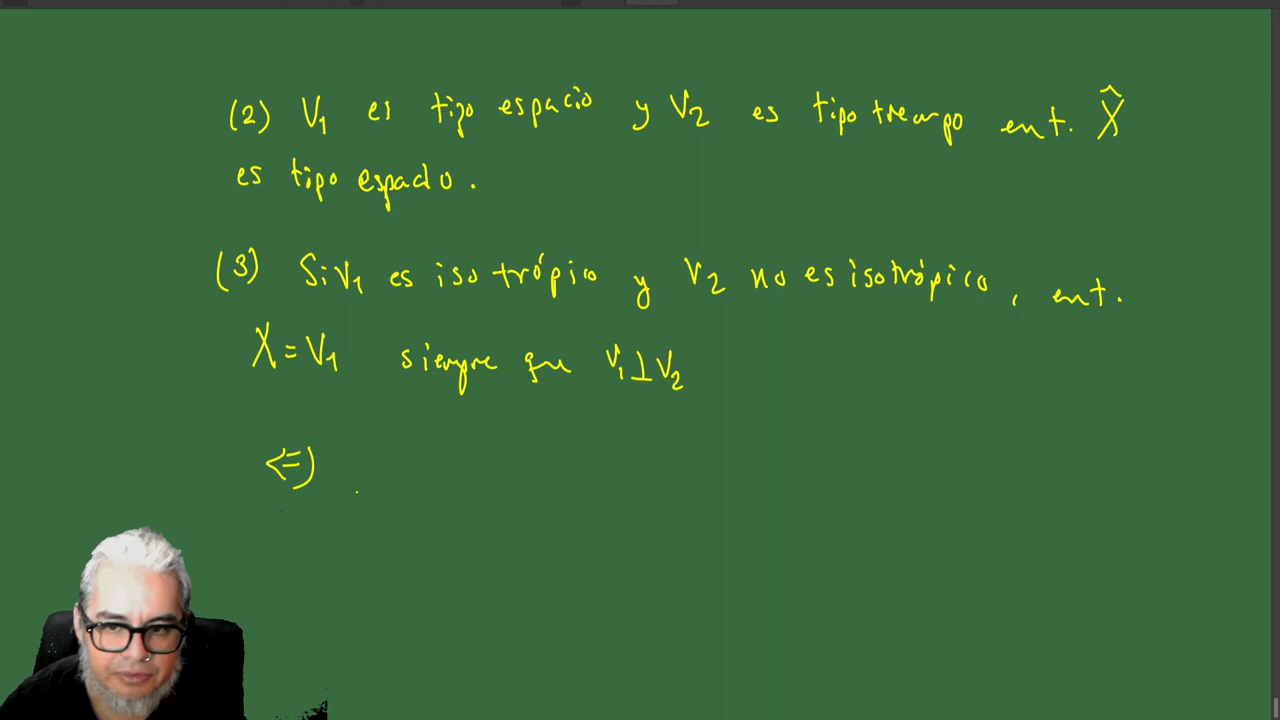 (2) V₁ es tipo espacio y V₂ es tipo tiempo ent. X̂
es tipo espacio.
(3) Si V₁ es isotrópico y V₂ no es isotrópico, ent.
X = V₁ siempre que V₁ ⊥ V₂
<=)